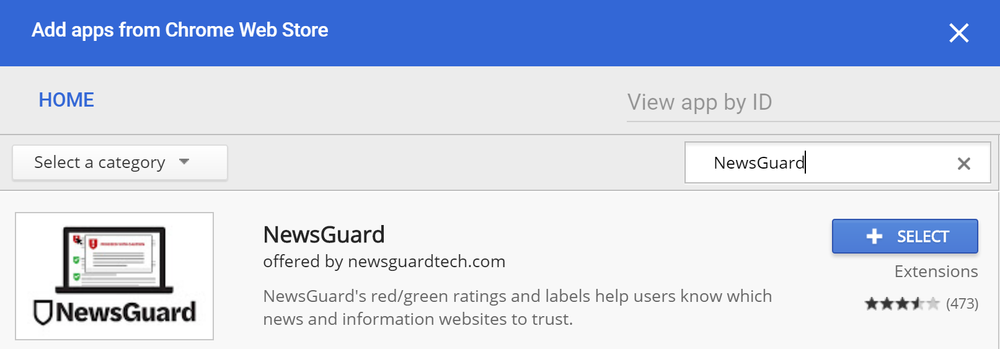 Add apps from Chrome Web Store
HOME
View app by ID
Select a category
NewsGuard
NewsGuard
offered by newsguardtech.com
NewsGuard's red/green ratings and labels help users know which
news and information websites to trust.
SELECT
Extensions
(473)
NewsGuard